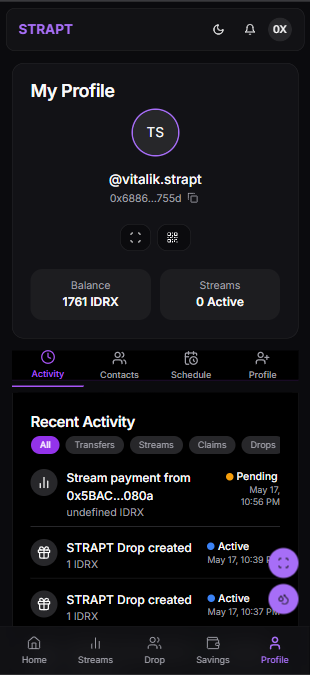 STRAPT
0X
My Profile
TS
@vitalik.strapt
0x6886...755d
Balance
1761 IDRX
Streams
0 Active
Activity
Contacts
Schedule
Profile
Recent Activity
All
Transfers
Streams
Claims
Drops
Stream payment from
0x5BAC...080a
undefined IDRX
Pending
May 17,
10:56 PM
STRAPT Drop created
1 IDRX
Active
May 17, 10:39
STRAPT Drop created
1 IDRX
Active
May 17, 10:37 PM
Home
Streams
Drop
Savings
Profile